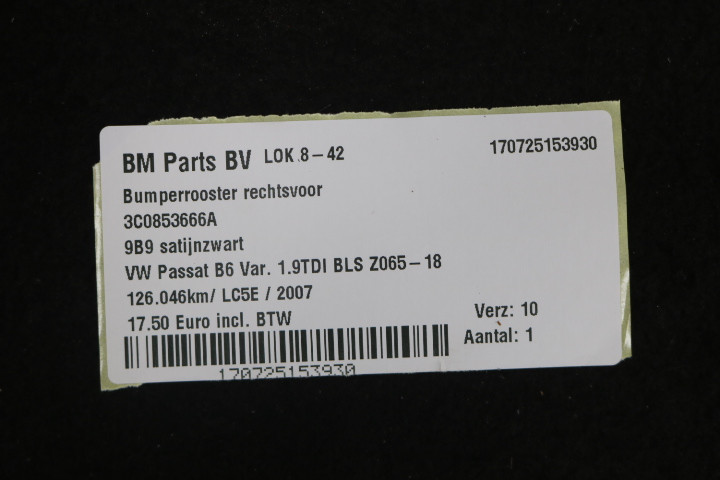 BM Parts BV LOK 8-42 170725153930
Bumperrooster rechtsvoor
3C0853666A
9B9 satijnzwart
VW Passat B6 Var. 1.9TDI BLS Z065-18
126.046km/ LC5E / 2007
17.50 Euro incl. BTW Verz: 10
Aantal: 1
170725153930